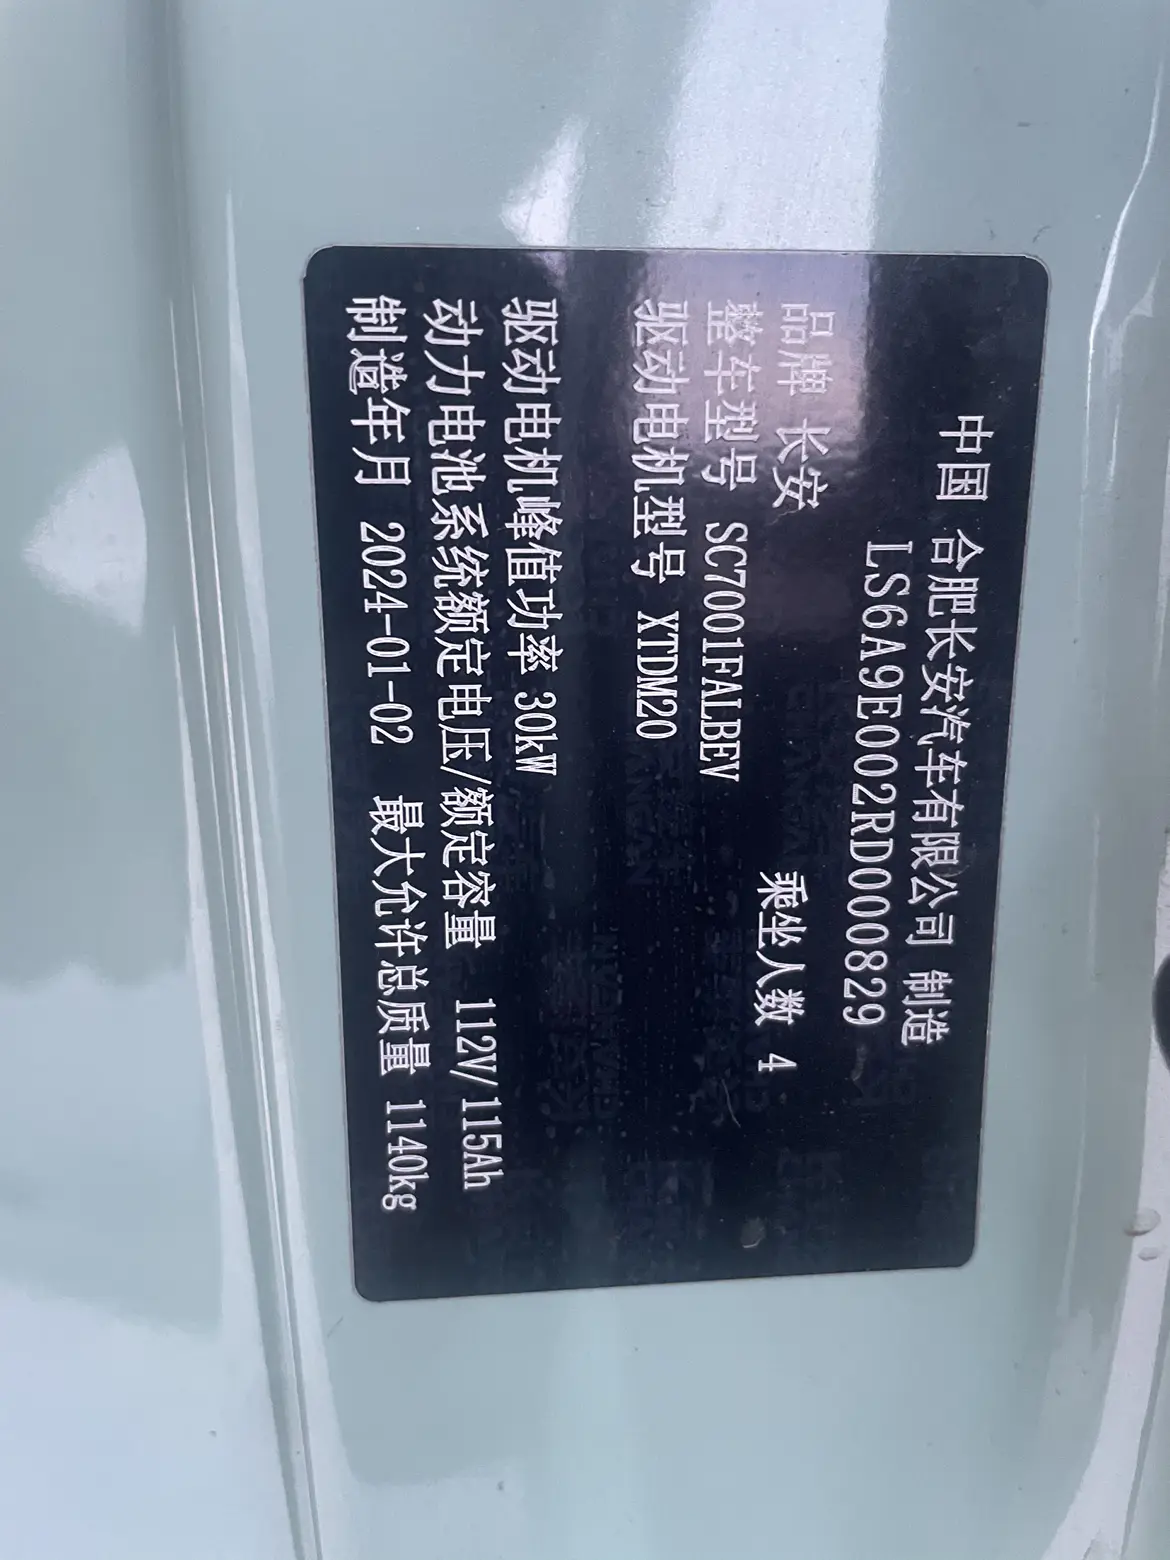 中国 合肥长安汽车有限公司 制造
LS6A9E002RD000829
品牌 长安 乘坐人数 4
整车型号 SC7001FALBEV
驱动电机型号 XTDM20
驱动电机峰值功率 30kW
动力电池系统额定电压/额定容量 112V/115Ah
制造年月 2024-01-02 最大允许总质量 1140kg